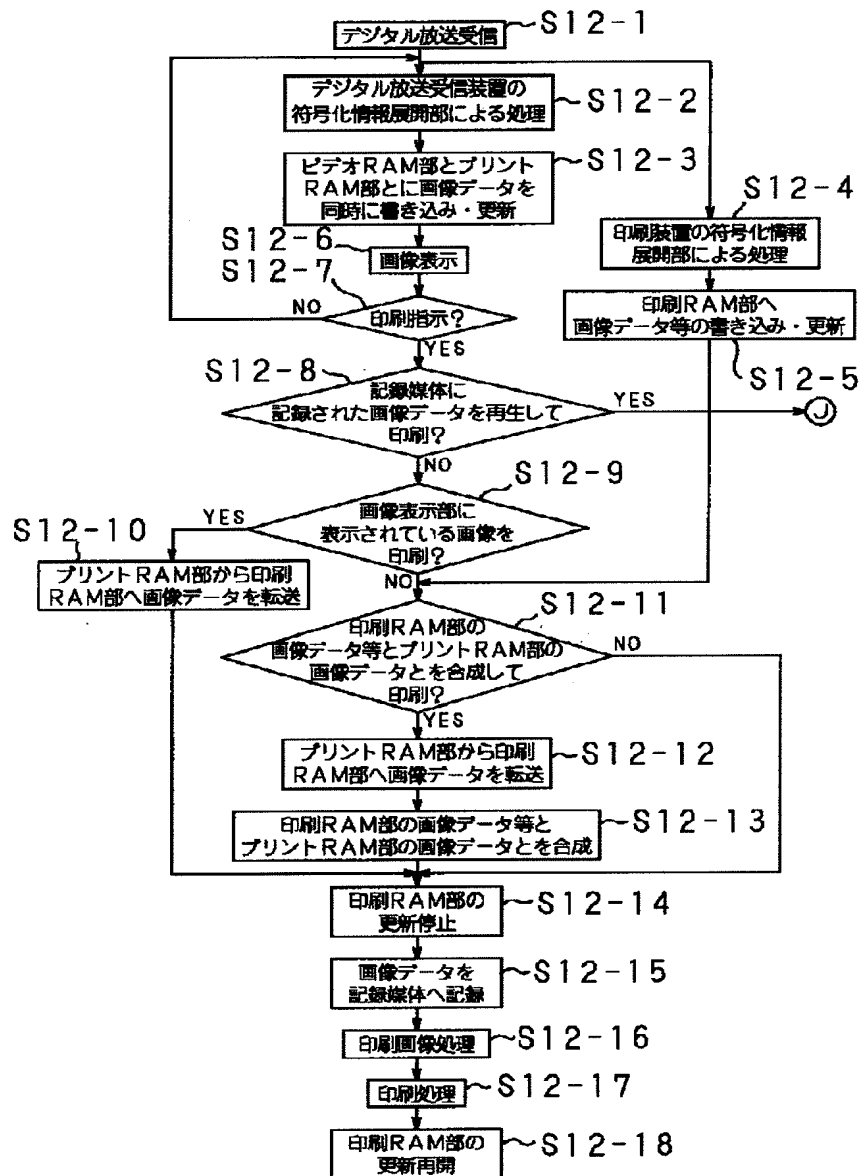 デジタル放送受信
S12-1
デジタル放送受信装置の
符号化情報展開部による処理
S12-2
ビデオRAM部とプリント
RAM部とに画像データを
同時に書き込み・更新
S12-3
S12-4
印刷装置の符号化情報
展開部による処理
S12-6
画像表示
S12-7
NO
印刷指示?
YES
印刷RAM部へ
画像データ等の書き込み・更新
S12-5
S12-8
記録媒体に
記録された画像データを再生して
印刷?
YES
J
NO
S12-9
画像表示部に
表示されている画像を
印刷?
YES
S12-10
プリントRAM部から印刷
RAM部へ画像データを転送
NO
S12-11
印刷RAM部の
画像データ等とプリントRAM部の
画像データとを合成して
印刷?
NO
YES
プリントRAM部から印刷
RAM部へ画像データを転送
S12-12
印刷RAM部の画像データ等と
プリントRAM部の画像データとを合成
S12-13
印刷RAM部の
更新停止
S12-14
画像データを
記録媒体へ記録
S12-15
印刷画像処理
S12-16
印刷処理
S12-17
印刷RAM部の
更新再開
S12-18